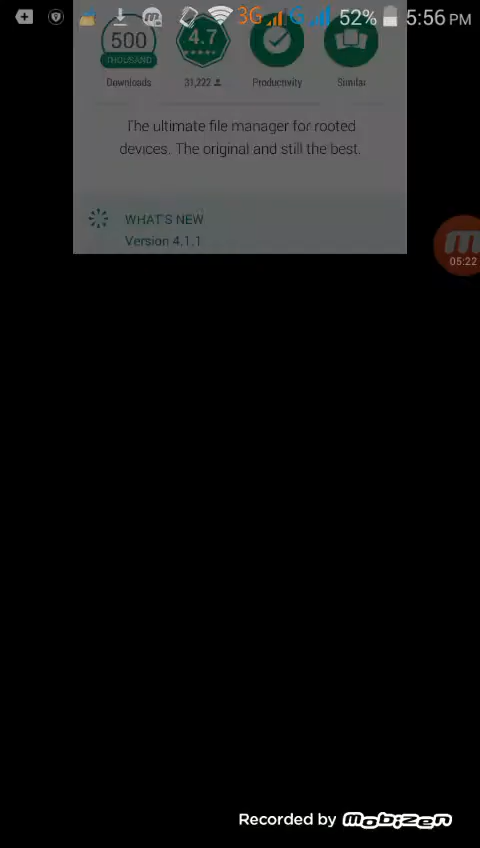 3G G 52% 5:56 PM
500 4.7
THOUSAND
Downloads 31,222 Productivity Similar
The ultimate file manager for rooted
devices. The original and still the best.
WHAT'S NEW
Version 4.1.1
05:22
Recorded by Mobizen